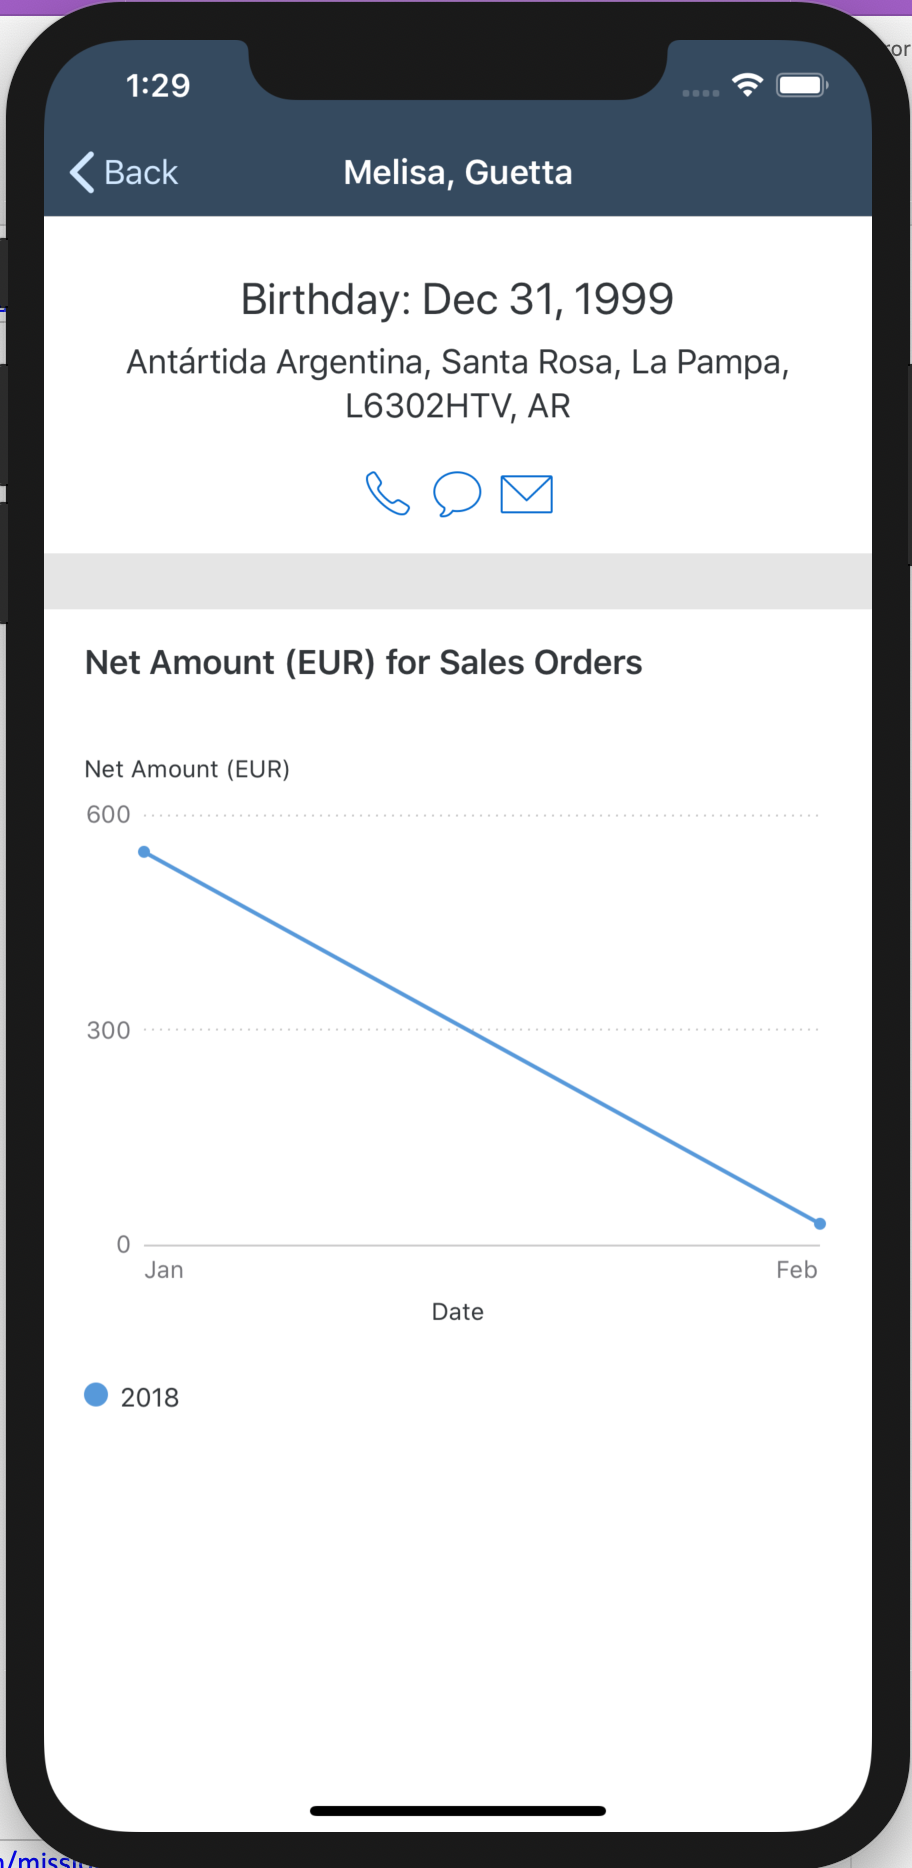 1:29
Back
Melisa, Guetta
Birthday: Dec 31, 1999
Antártida Argentina, Santa Rosa, La Pampa,
L6302HTV, AR
Net Amount (EUR) for Sales Orders
Net Amount (EUR)
600
300
0
Jan
Feb
Date
2018